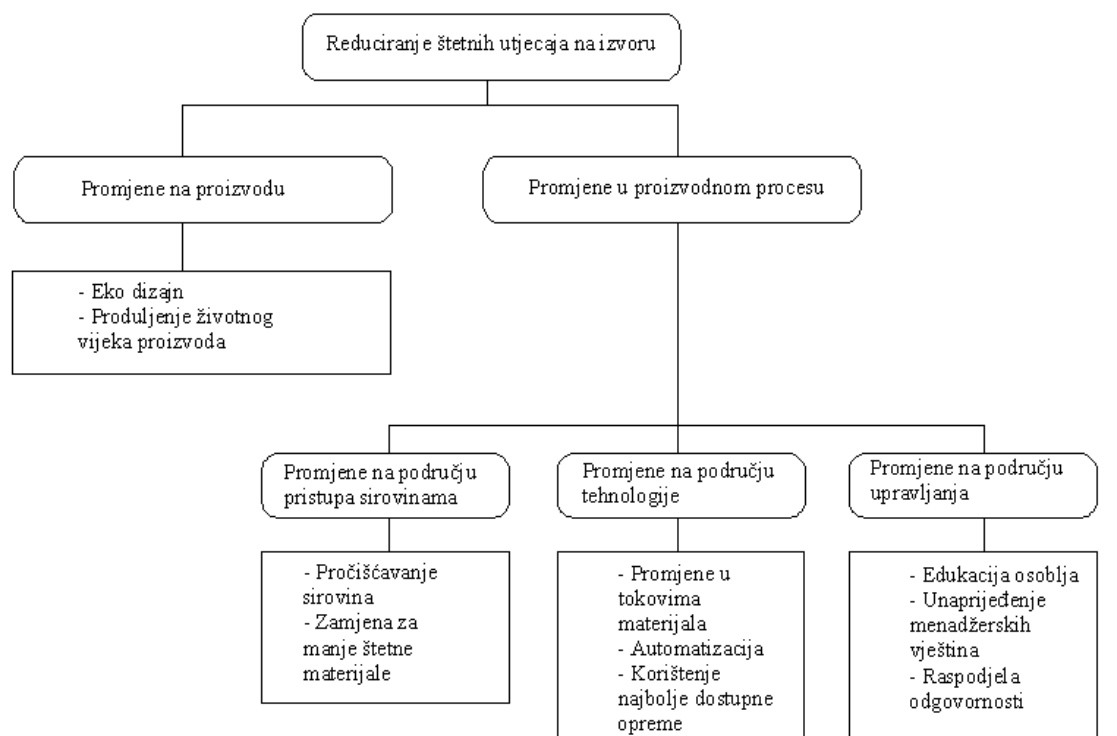 Reduciranje štetnih utjecaja na izvoru
Promjene na proizvodu
Promjene u proizvodnom procesu
- Eko dizajn
- Produljenje životnog
vijeka proizvoda
Promjene na području
pristupa sirovinama
Promjene na području
tehnologije
Promjene na području
upravljanja
- Pročišćavanje
sirovina
- Zamjena za
manje štetne
materijale
- Promjene u
tokovima
materijala
- Automatizacija
- Korištenje
najbolje dostupne
opreme
- Edukacija osoblja
- Unaprijeđenje
menadžerskih
vještina
- Raspodjela
odgovornosti